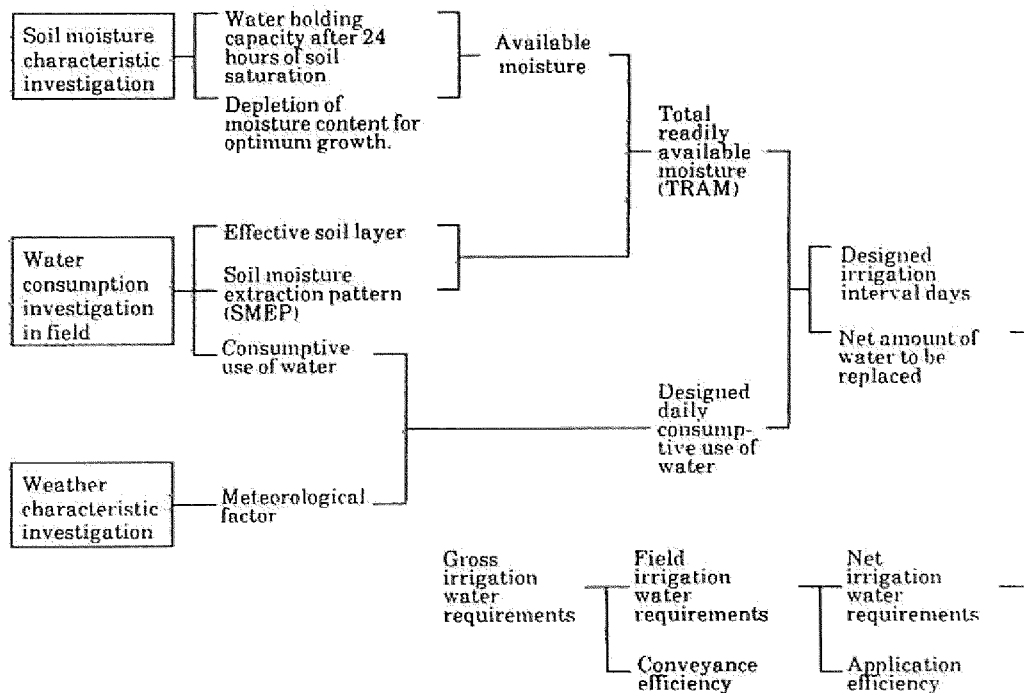 Soil moisture
characteristic
investigation
Water holding
capacity after 24
hours of soil
saturation
Depletion of
moisture content for
optimum growth.
Available
moisture
Total
readily
available
moisture
(TRAM)
Water
consumption
investigation
in field
Effective soil layer
Soil moisture
extraction pattern
(SMEP)
Consumptive
use of water
Designed
irrigation
interval days
Net amount of
water to be
replaced
Designed
daily
consump-
tive use of
water
Weather
characteristic
investigation
Meteorological
factor
Gross
irrigation
water
requirements
Field
irrigation
water
requirements
Net
irrigation
water
requirements
Conveyance
efficiency
Application
efficiency